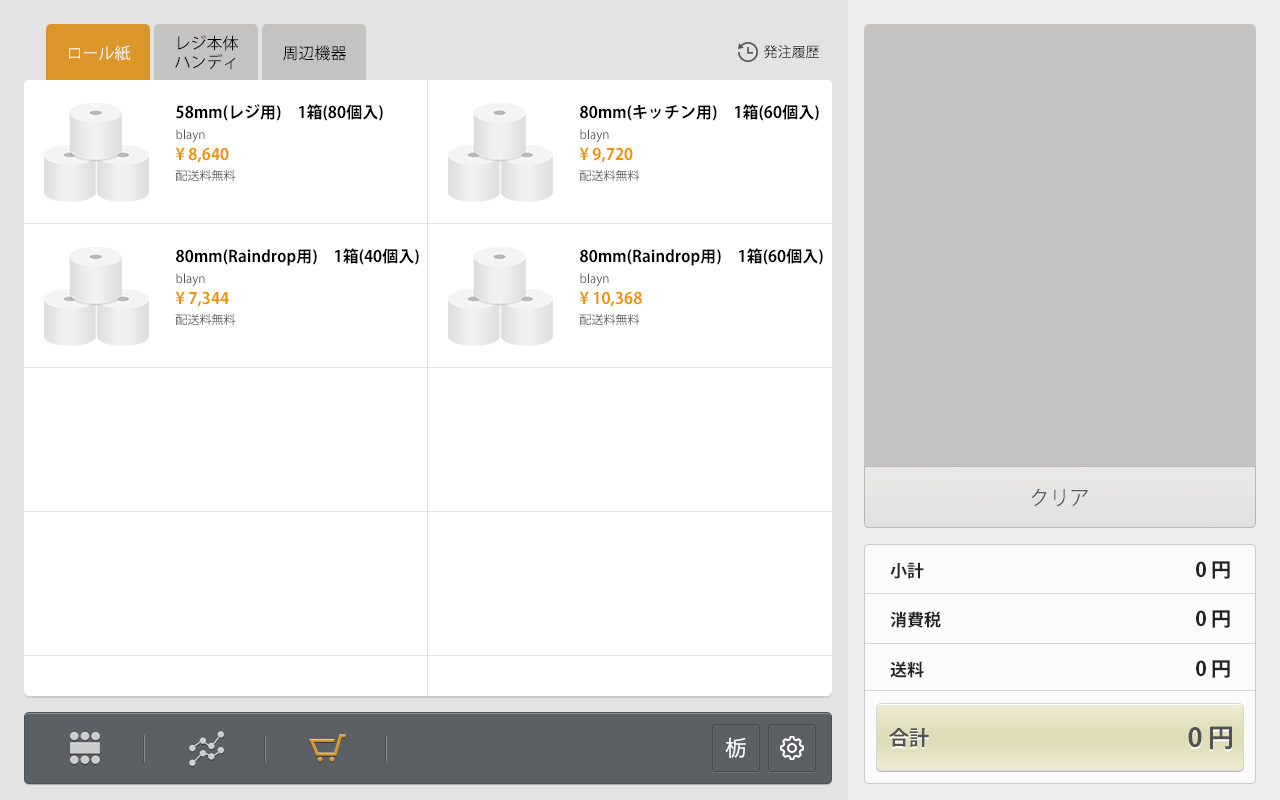 ロール紙
レジ本体
ハンディ
周辺機器
発注履歴
58mm(レジ用)　1箱(80個入)
blayn
¥ 8,640
配送料無料
80mm(キッチン用)　1箱(60個入)
blayn
¥ 9,720
配送料無料
80mm(Raindrop用)　1箱(40個入)
blayn
¥ 7,344
配送料無料
80mm(Raindrop用)　1箱(60個入)
blayn
¥ 10,368
配送料無料
クリア
小計 0 円
消費税 0 円
送料 0 円
合計 0 円
栃